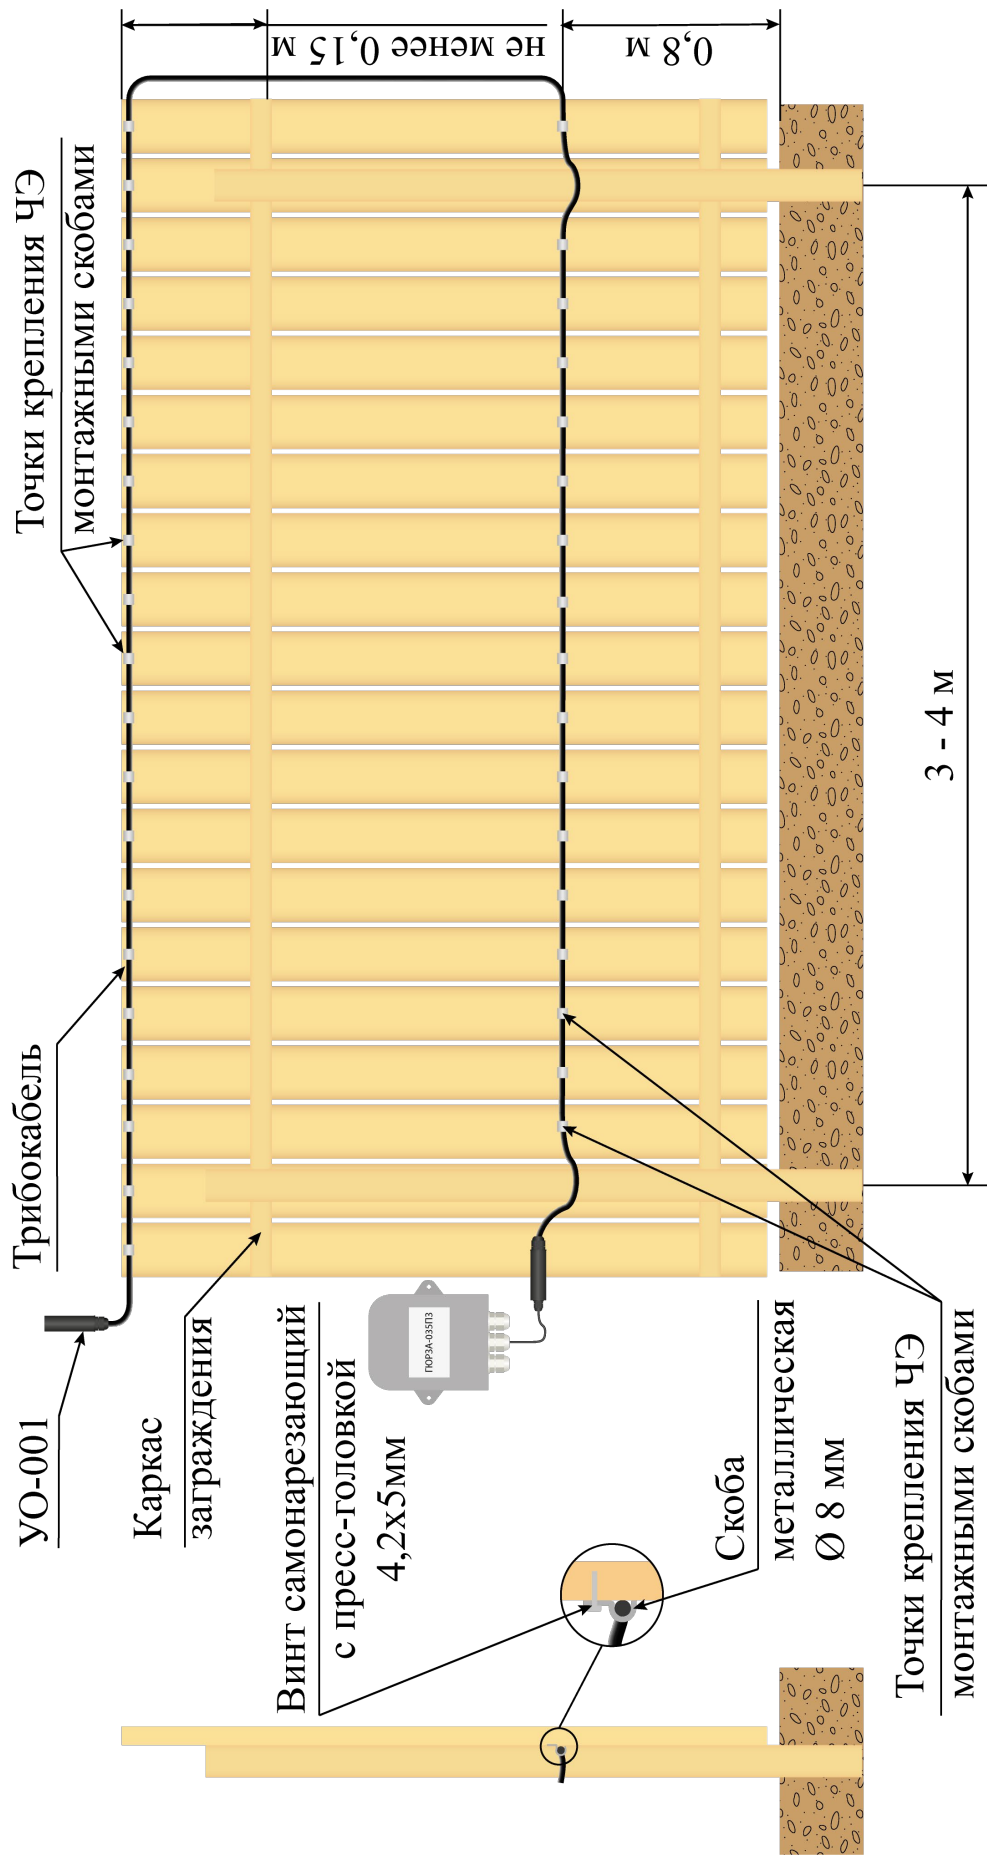 УО-001
Трибокабель
Точки крепления ЧЭ
монтажными скобами
не менее 0,15 м
0,8 м
Каркас
заграждения
Винт самонарезающий
с пресс-головкой
4,2х5мм
ГЮРЗА-035ПЗ
Скоба
металлическая
Ø 8 мм
Точки крепления ЧЭ
монтажными скобами
3 - 4 м